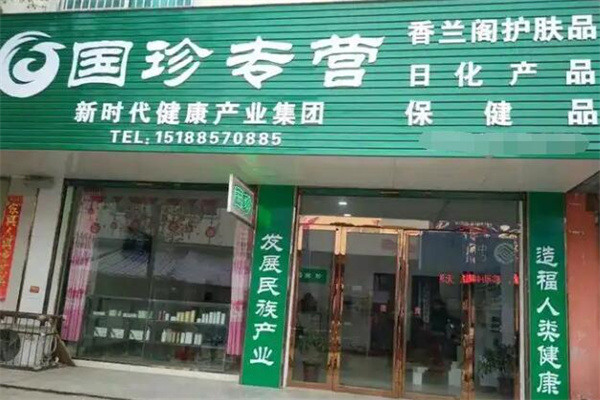 国珍专营
新时代健康产业集团
TEL:15188570885
香兰阁护肤品
日化产品
保健品
国珍
发展民族产业
造福人类健康